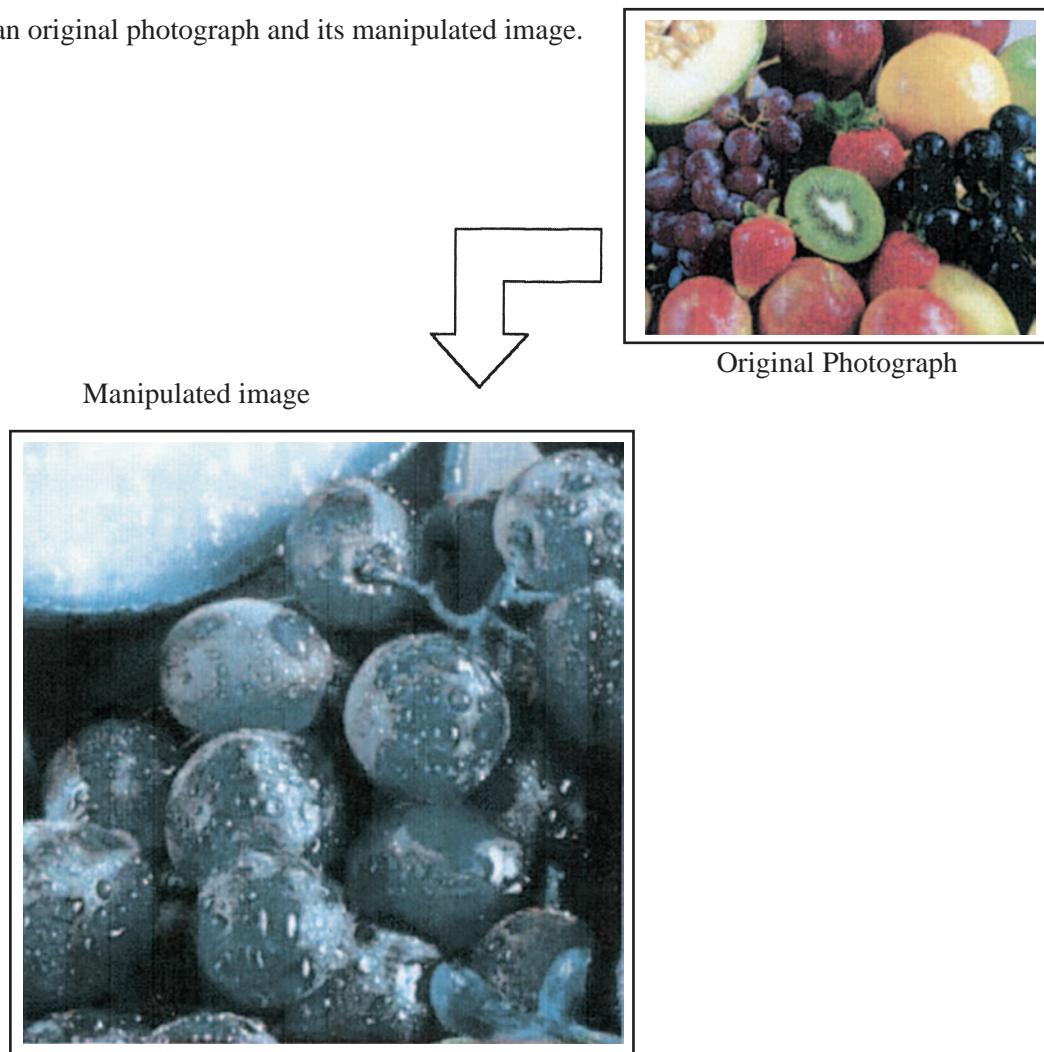 an original photograph and its manipulated image.
Original Photograph
Manipulated image